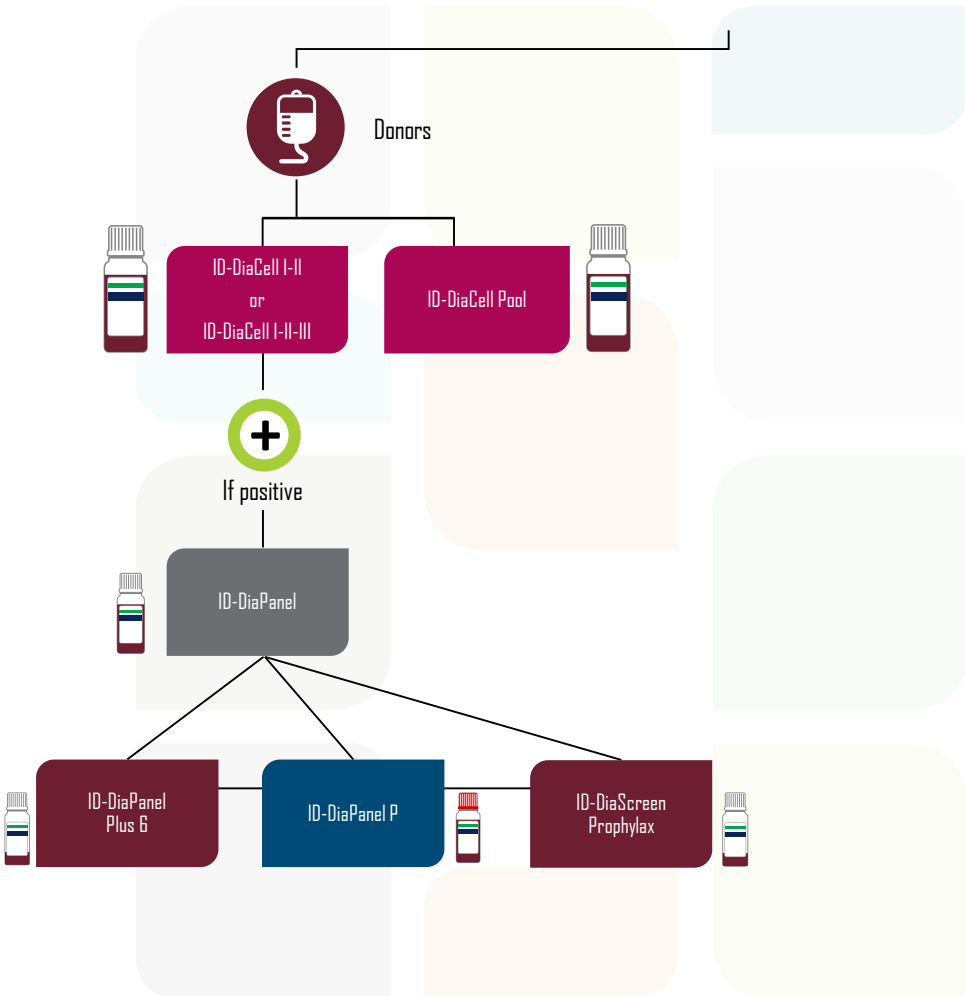 Donors
ID-DiaCell I-II
or
ID-DiaCell I-II-III
ID-DiaCell Pool
If positive
ID-DiaPanel
ID-DiaPanel
Plus 6
ID-DiaPanel P
ID-DiaScreen
Prophylax